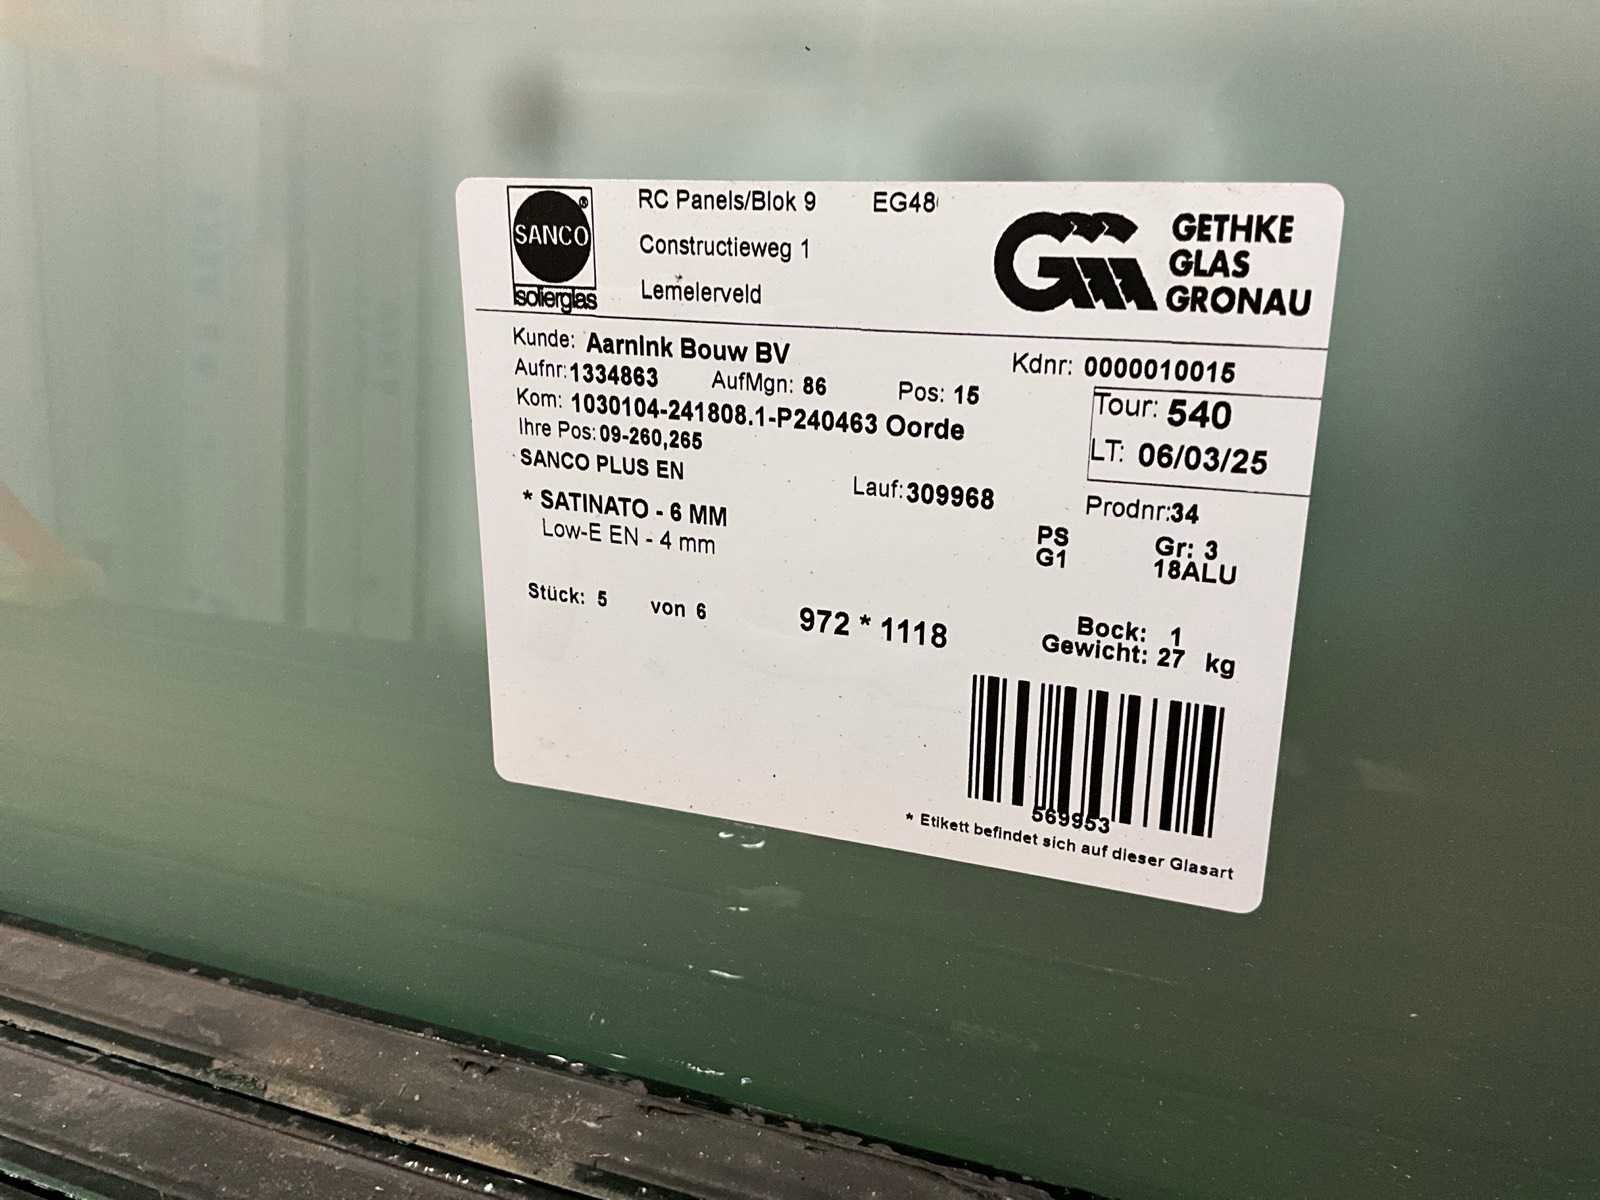 SANCO
®
Isolierglas
RC Panels/Blok 9 EG48
Constructieweg 1
Lemelerveld
GETHKE
GLAS
GRONAU
Kunde: AarnInk Bouw BV
Kdnr: 0000010015
Aufnr:1334863 AufMgn: 86 Pos: 15
Kom: 1030104-241808.1-P240463 Oorde
Tour: 540
Ihre Pos:09-260,265
LT: 06/03/25
SANCO PLUS EN
Lauf:309968
Prodnr:34
* SATINATO - 6 MM
PS Gr: 3
Low-E EN - 4 mm
G1 18ALU
Stück: 5 von 6
972 * 1118
Bock: 1
Gewicht: 27 kg
569953
* Etikett befindet sich auf dieser Glasart